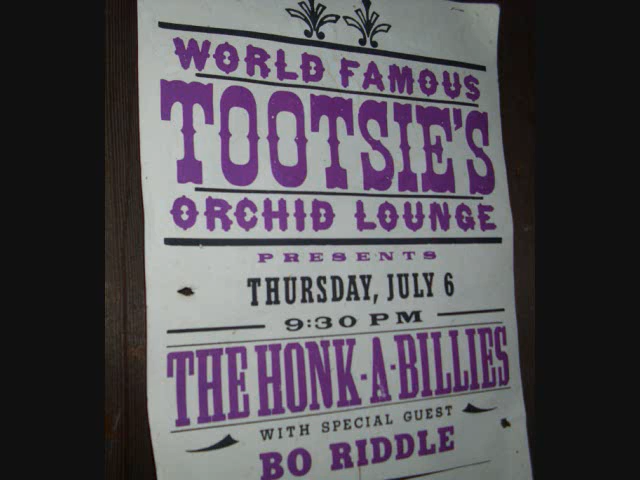 WORLD FAMOUS
TOOTSIE'S
ORCHID LOUNGE
PRESENTS
THURSDAY, JULY 6
9:30 PM
THE HONK-A-BILLIES
WITH SPECIAL GUEST
BO RIDDLE